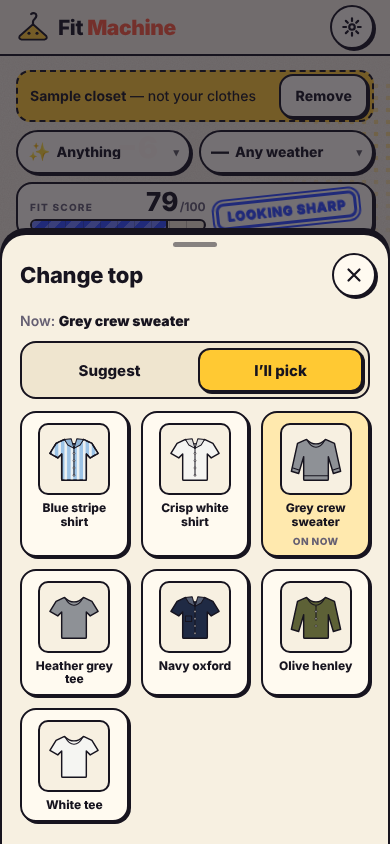 Fit Machine
Sample closet — not your clothes
Remove
✨ Anything
— Any weather
FIT SCORE
79/100
LOOKING SHARP
Change top
Now: Grey crew sweater
Suggest
I'll pick
Blue stripe
shirt
Crisp white
shirt
Grey crew
sweater
ON NOW
Heather grey
tee
Navy oxford
Olive henley
White tee